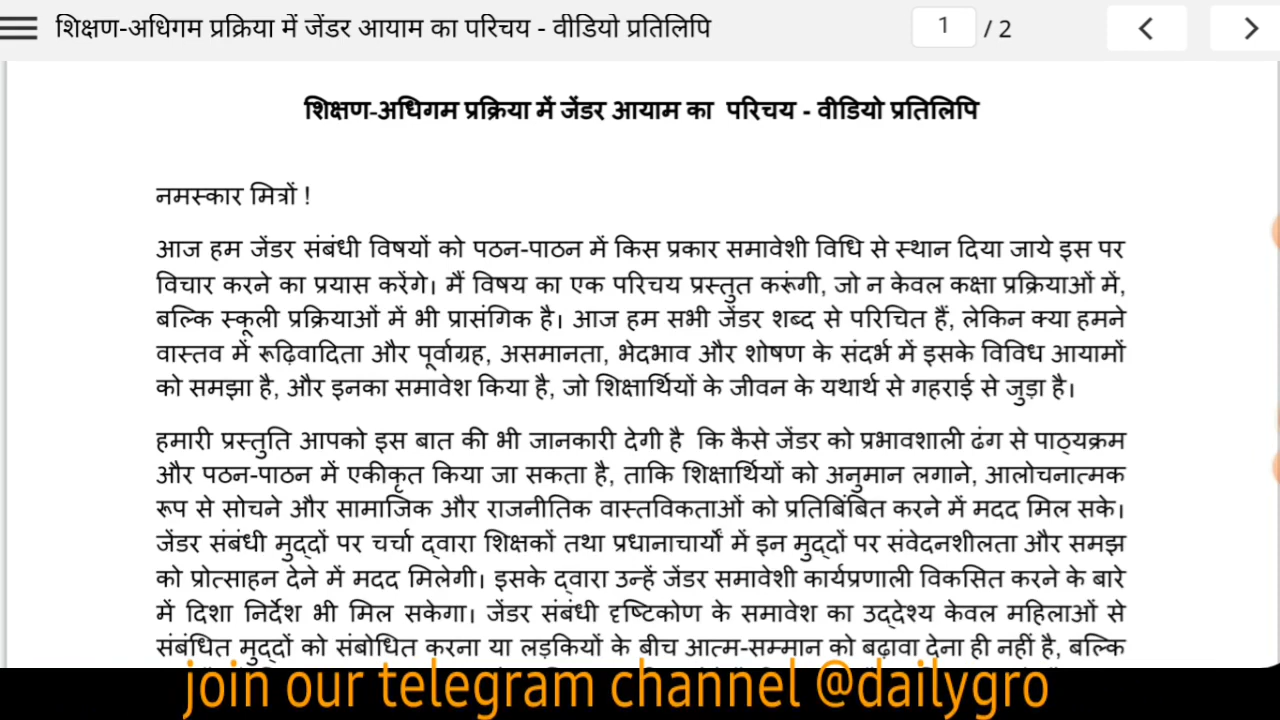 शिक्षण-अधिगम प्रक्रिया में जेंडर आयाम का परिचय - वीडियो प्रतिलिपि
1 / 2
शिक्षण-अधिगम प्रक्रिया में जेंडर आयाम का परिचय - वीडियो प्रतिलिपि
नमस्कार मित्रों !
आज हम जेंडर संबंधी विषयों को पठन-पाठन में किस प्रकार समावेशी विधि से स्थान दिया जाये इस पर
विचार करने का प्रयास करेंगे। मैं विषय का एक परिचय प्रस्तुत करूंगी, जो न केवल कक्षा प्रक्रियाओं में,
बल्कि स्कूली प्रक्रियाओं में भी प्रासंगिक है। आज हम सभी जेंडर शब्द से परिचित हैं, लेकिन क्या हमने
वास्तव में रूढ़िवादिता और पूर्वाग्रह, असमानता, भेदभाव और शोषण के संदर्भ में इसके विविध आयामों
को समझा है, और इनका समावेश किया है, जो शिक्षार्थियों के जीवन के यथार्थ से गहराई से जुड़ा है।
हमारी प्रस्तुति आपको इस बात की भी जानकारी देगी है कि कैसे जेंडर को प्रभावशाली ढंग से पाठ्यक्रम
और पठन-पाठन में एकीकृत किया जा सकता है, ताकि शिक्षार्थियों को अनुमान लगाने, आलोचनात्मक
रूप से सोचने और सामाजिक और राजनीतिक वास्तविकताओं को प्रतिबिंबित करने में मदद मिल सके।
जेंडर संबंधी मुद्दों पर चर्चा द्वारा शिक्षकों तथा प्रधानाचार्यों में इन मुद्दों पर संवेदनशीलता और समझ
को प्रोत्साहन देने में मदद मिलेगी। इसके द्वारा उन्हें जेंडर समावेशी कार्यप्रणाली विकसित करने के बारे
में दिशा निर्देश भी मिल सकेगा। जेंडर संबंधी दृष्टिकोण के समावेश का उद्देश्य केवल महिलाओं से
संबंधित मुद्दों को संबोधित करना या लड़कियों के बीच आत्म-सम्मान को बढ़ावा देना ही नहीं है, बल्कि
join our telegram channel @dailygro